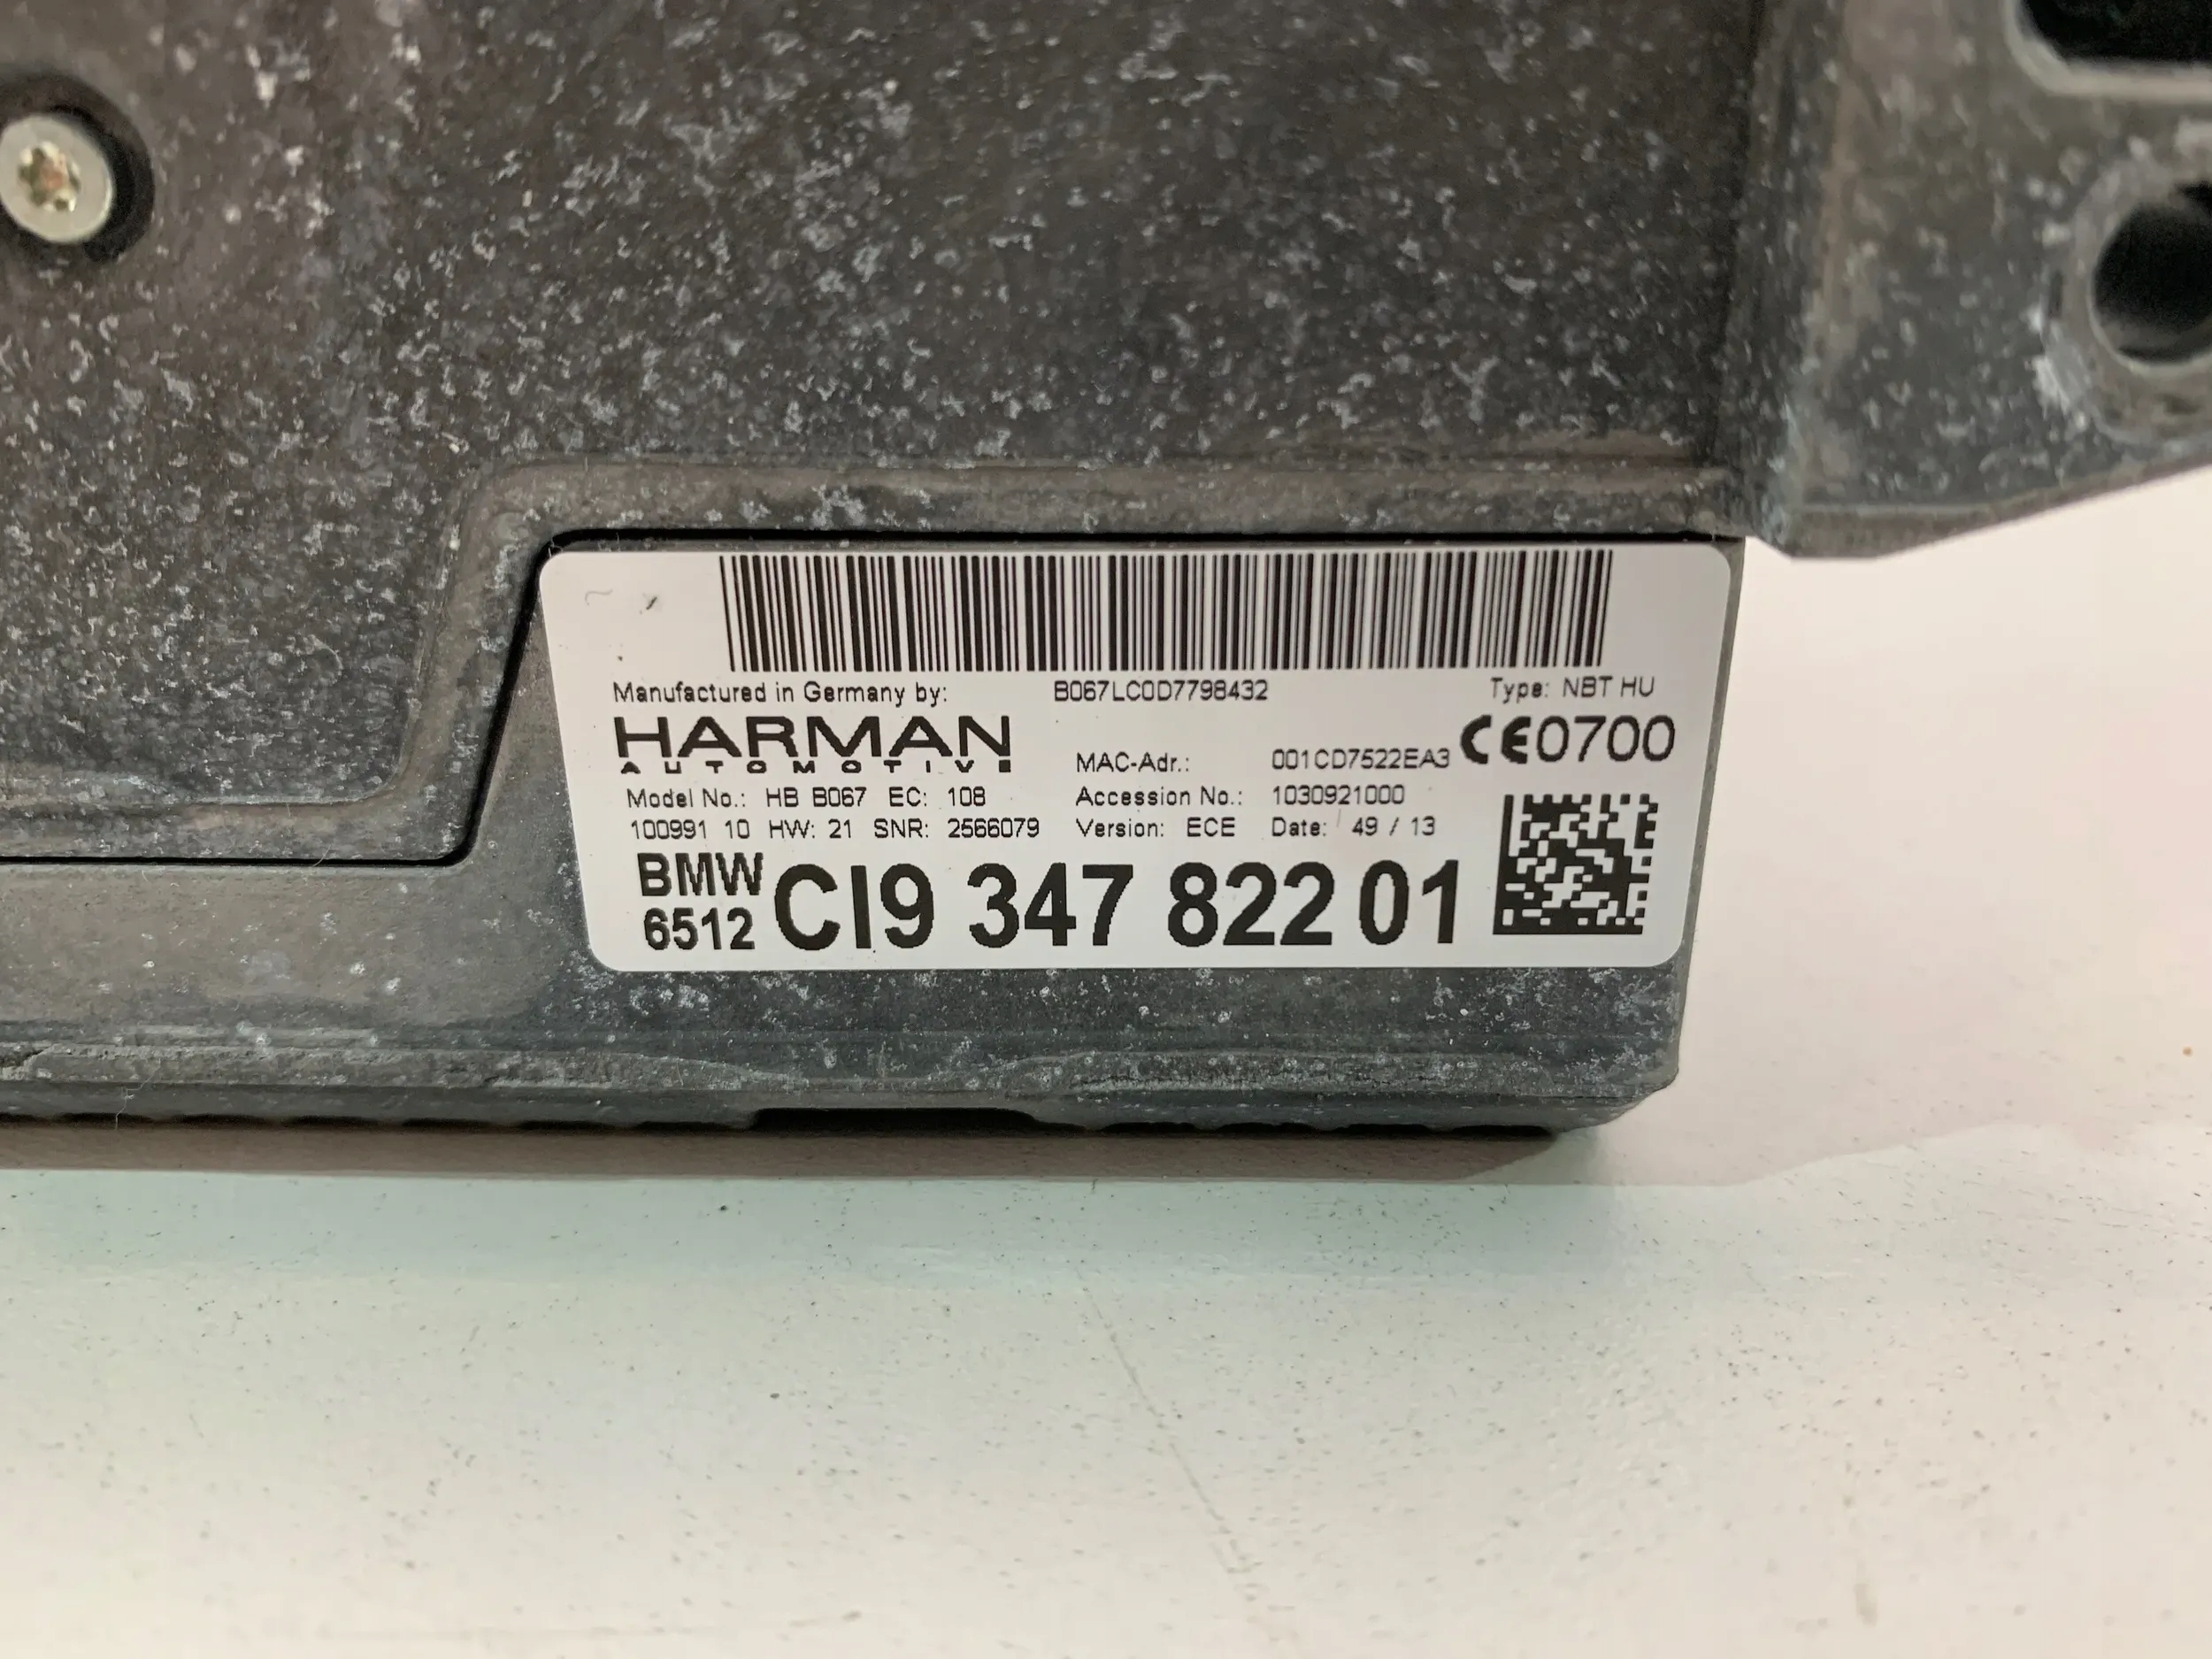 Manufactured in Germany by: B067LC0D7798432 Type: NBT HU
HARMAN CE0700
AUTOMOTIVE MAC-Adr.: 001CD7522EA3
Model No.: HB B067 EC: 108 Accession No.: 1030921000
100991 10 HW: 21 SNR: 2566079 Version: ECE Date: 49 / 13
BMW CI9 347 822 01
6512